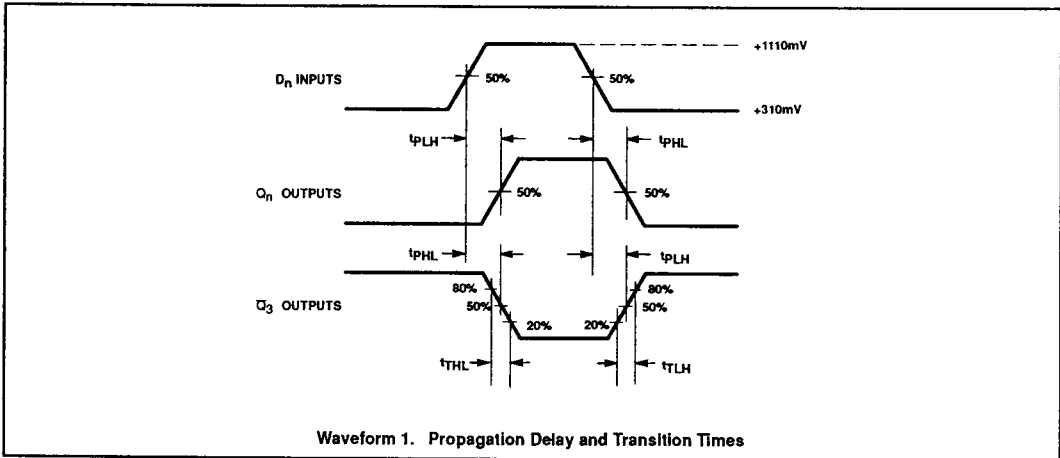 +1110mV
Dn INPUTS
50%
50%
+310mV
tPLH
tPHL
Qn OUTPUTS
50%
50%
tPHL
tPLH
Q̅3 OUTPUTS
80%
50%
20%
20%
80%
50%
tTHL
tTLH
Waveform 1. Propagation Delay and Transition Times